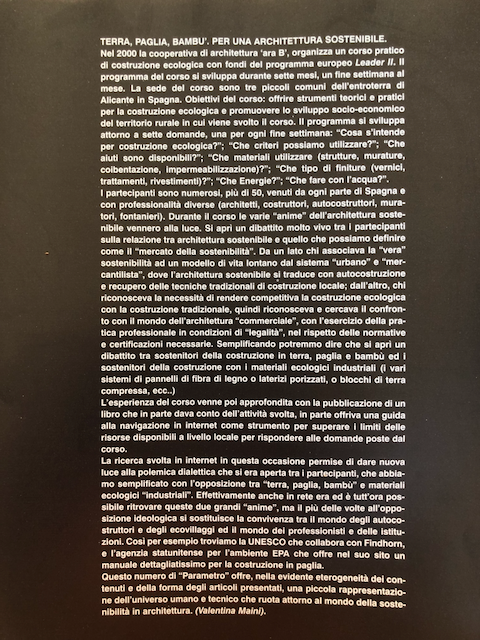 TERRA, PAGLIA, BAMBU'. PER UNA ARCHITETTURA SOSTENIBILE.
Nel 2000 la cooperativa di architettura 'ara B', organizza un corso pratico
di costruzione ecologica con fondi del programma europeo Leader II. Il
programma del corso si sviluppa durante sette mesi, un fine settimana al
mese. La sede del corso sono tre piccoli comuni dell'entroterra di
Alicante in Spagna. Obiettivi del corso: offrire strumenti teorici e pratici
per la costruzione ecologica e promuovere lo sviluppo socio-economico
del territorio rurale in cui viene svolto il corso. Il programma si sviluppa
attorno a sette domande, una per ogni fine settimana: "Cosa s'intende
per costruzione ecologica?"; "Che criteri possiamo utilizzare?"; "Che
aiuti sono disponibili?"; "Che materiali utilizzare (strutture, murature,
coibentazione, impermeabilizzazione)?"; "Che tipo di finiture (vernici,
trattamenti, rivestimenti)?"; "Che Energie?"; "Che fare con l'acqua?".
I partecipanti sono numerosi, più di 50, venuti da ogni parte di Spagna e
con professionalità diverse (architetti, costruttori, autocostruttori, mura-
tori, fontanieri). Durante il corso le varie "anime" dell'architettura soste-
nibile vennero alla luce. Si aprì un dibattito molto vivo tra i partecipanti
sulla relazione tra architettura sostenibile e quello che possiamo definire
come il "mercato della sostenibilità". Da un lato chi associava la "vera"
sostenibilità ad un modello di vita lontano dal sistema "urbano" e "mer-
cantilista", dove l'architettura sostenibile si traduce con autocostruzione
e recupero delle tecniche tradizionali di costruzione locale; dall'altro, chi
riconosceva la necessità di rendere competitiva la costruzione ecologica
con la costruzione tradizionale, quindi riconosceva e cercava il confron-
to con il mondo dell'architettura "commerciale", con l'esercizio della pra-
tica professionale in condizioni di "legalità", nel rispetto delle normative
e certificazioni necessarie. Semplificando potremmo dire che si aprì un
dibattito tra sostenitori della costruzione in terra, paglia e bambù ed i
sostenitori della costruzione con i materiali ecologici industriali (i vari
sistemi di pannelli di fibra di legno o laterizi porizzati, o blocchi di terra
compressa, ecc..)
L'esperienza del corso venne poi approfondita con la pubblicazione di un
libro che in parte dava conto dell'attività svolta, in parte offriva una guida
alla navigazione in internet come strumento per superare i limiti delle
risorse disponibili a livello locale per rispondere alle domande poste dal
corso.
La ricerca svolta in internet in questa occasione permise di dare nuova
luce alla polemica dialettica che si era aperta tra i partecipanti, che abbia-
mo semplificato con l'opposizione tra "terra, paglia, bambù" e materiali
ecologici "industriali". Effettivamente anche in rete era ed è tutt'ora pos-
sibile ritrovare queste due grandi "anime", ma il più delle volte all'oppo-
sizione ideologica si sostituisce la convivenza tra il mondo degli autoco-
struttori e degli ecovillaggi ed il mondo dei professionisti e delle istitu-
zioni. Così per esempio troviamo la UNESCO che collabora con Findhorn,
e l'agenzia statunitense per l'ambiente EPA che offre nel suo sito un
manuale dettagliatissimo per la costruzione in paglia.
Questo numero di "Parametro" offre, nella evidente eterogeneità dei con-
tenuti e della forma degli articoli presentati, una piccola rappresentazio-
ne dell'universo umano e tecnico che ruota attorno al mondo della soste-
nibilità in architettura. (Valentina Maini).